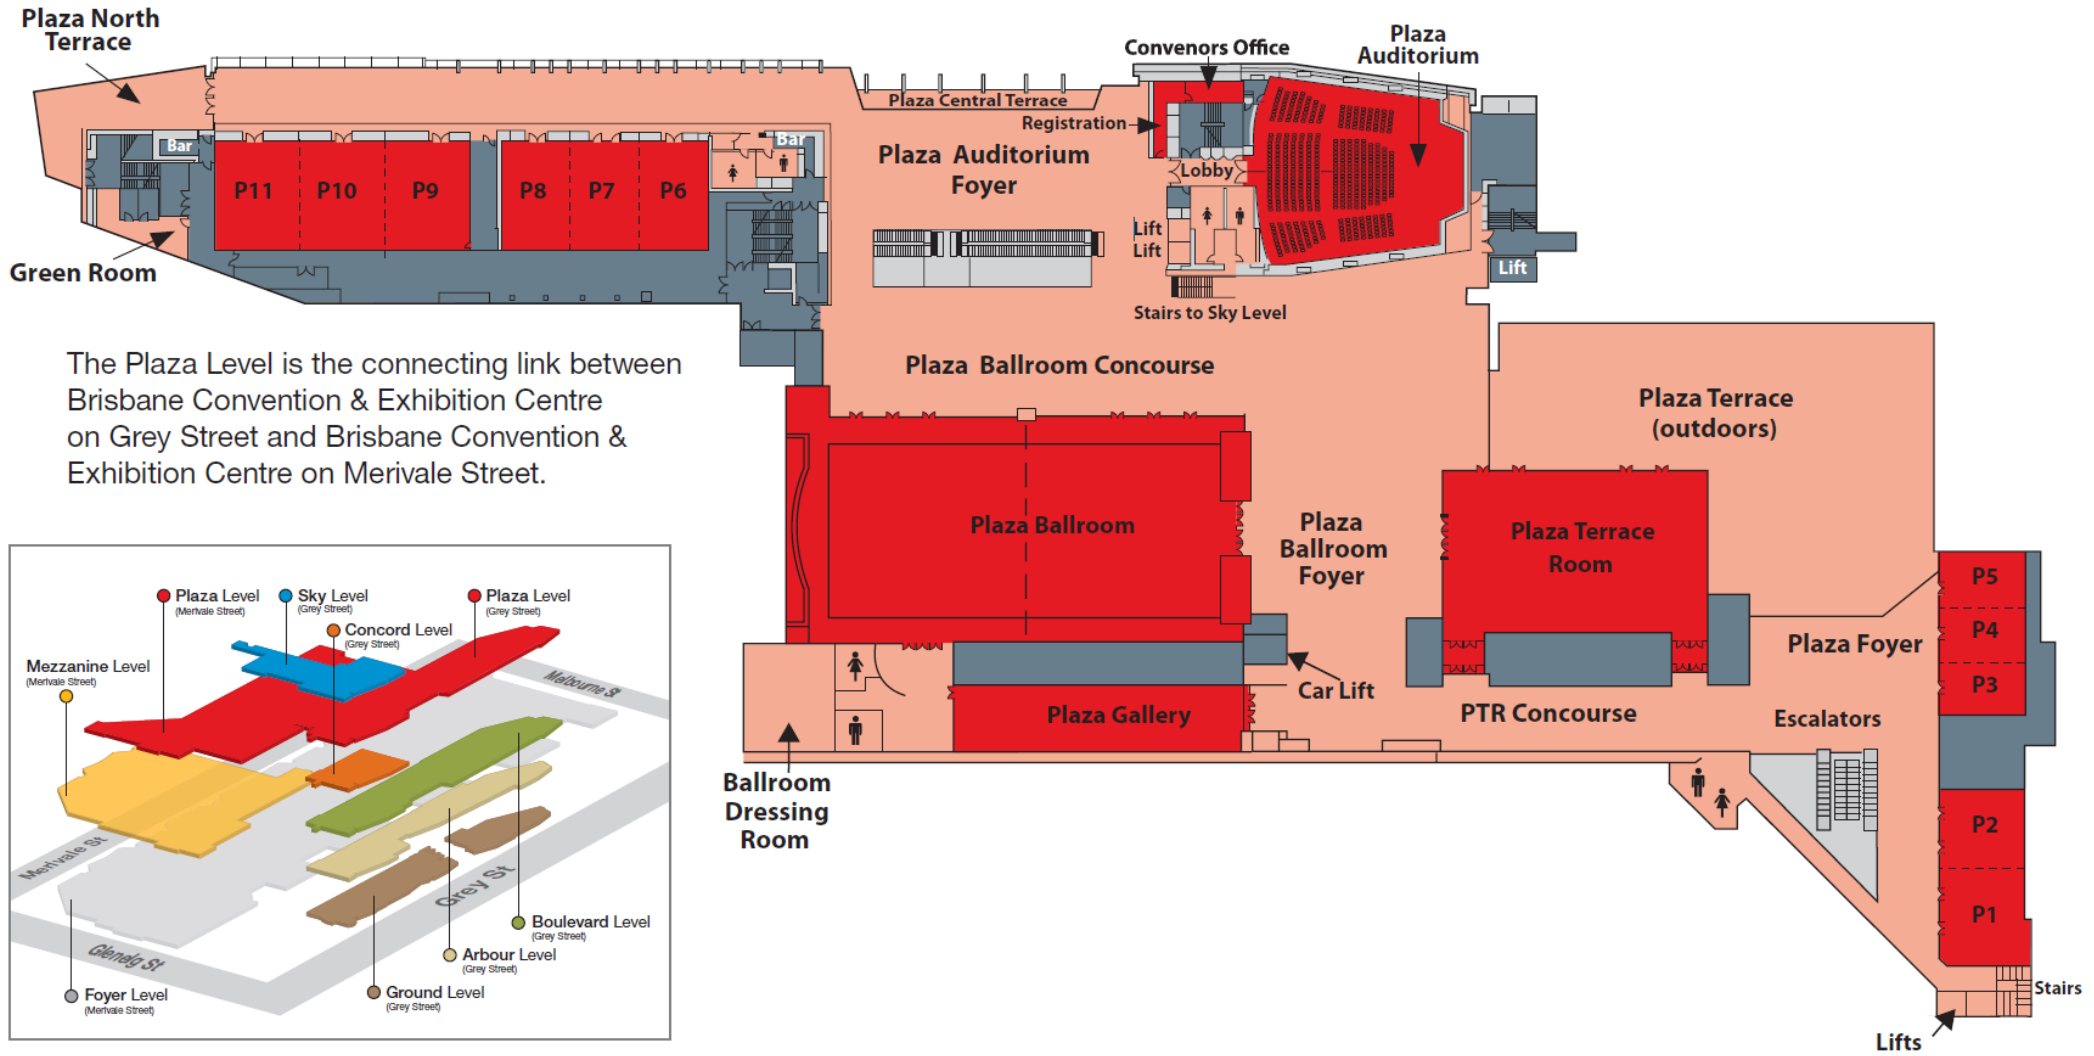 Plaza North
Terrace
Convenors Office
Plaza
Auditorium
Plaza Central Terrace
Registration
Bar
Bar
Plaza Auditorium
Foyer
Lobby
P11
P10
P9
P8
P7
P6
Lift
Lift
Green Room
Lift
Stairs to Sky Level
The Plaza Level is the connecting link between
Brisbane Convention & Exhibition Centre
on Grey Street and Brisbane Convention &
Exhibition Centre on Merivale Street.
Plaza Ballroom Concourse
Plaza Terrace
(outdoors)
Plaza Ballroom
Plaza
Ballroom
Foyer
Plaza Terrace
Room
P5
P4
P3
Plaza Foyer
Car Lift
Plaza Gallery
PTR Concourse
Escalators
Ballroom
Dressing
Room
P2
P1
Stairs
Lifts
Plaza Level
(Merivale Street)
Sky Level
(Grey Street)
Plaza Level
(Grey Street)
Concord Level
(Grey Street)
Mezzanine Level
(Merivale Street)
Melbourne St
Merivale St
Grey St
Glenelg St
Boulevard Level
(Grey Street)
Arbour Level
(Grey Street)
Ground Level
(Grey Street)
Foyer Level
(Merivale Street)